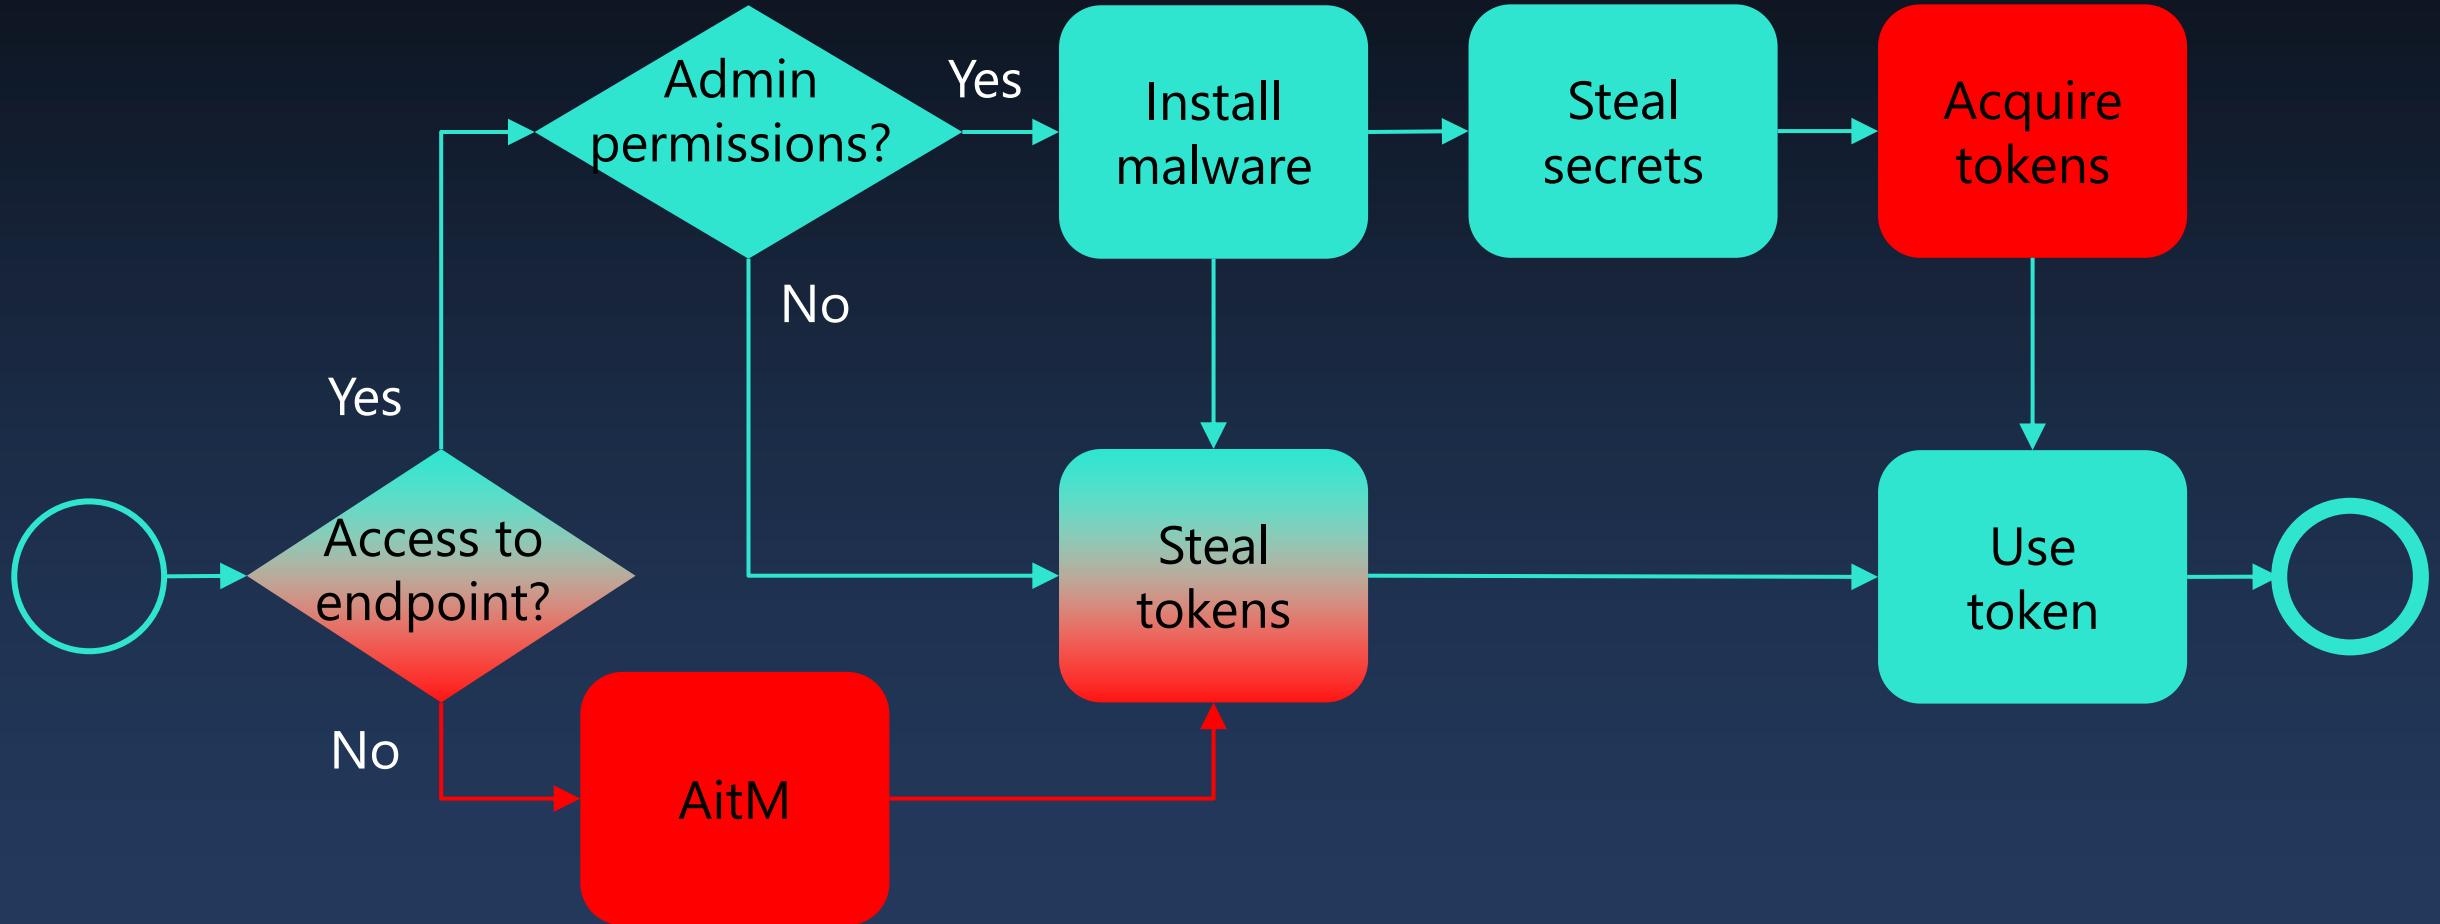 Admin
permissions?
Yes
Install
malware
Steal
secrets
Acquire
tokens
No
Yes
Access to
endpoint?
Steal
tokens
Use
token
No
AitM